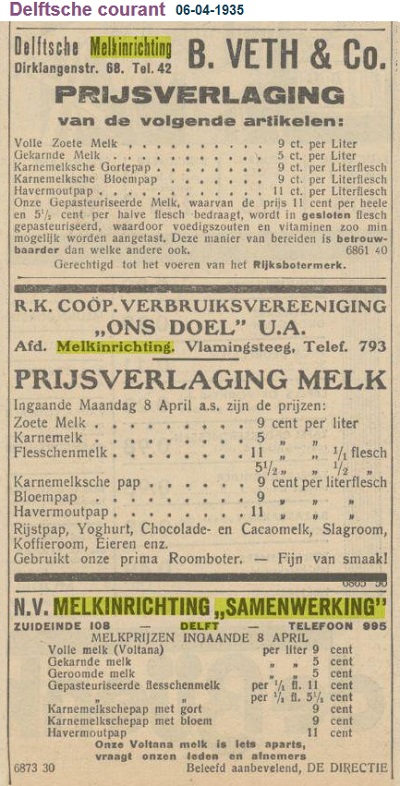 Delftsche courant 06-04-1935
Delftsche Melkinrichting B. VETH & Co.
Dirklangenstr. 68. Tel. 42
PRIJSVERLAGING
van de volgende artikelen:
Volle Zoete Melk . . . . . . . . . 9 ct. per Liter
Gekarnde Melk . . . . . . . . . . 5 ct. per Liter
Karnemelksche Gortepap . . . . . . . 9 ct. per Literflesch
Karnemelksche Bloempap . . . . . . . 9 ct. per Literflesch
Havermoutpap . . . . . . . . . . 11 ct. per Literflesch
Onze Gepasteuriseerde Melk, waarvan de prijs 11 cent per heele
en 5½ cent per halve flesch bedraagt, wordt in gesloten flesch
gepasteuriseerd, waardoor voedigszouten en vitaminen zoo min
mogelijk worden aangetast. Deze manier van bereiden is betrouw-
baarder dan welke andere ook. 6861 40
Gerechtigd tot het voeren van het Rijksbotermerk.
R.K. COÖP. VERBRUIKSVEREENIGING
„ONS DOEL” U.A.
Afd. Melkinrichting. Vlamingsteeg, Telef. 793
PRIJSVERLAGING MELK
Ingaande Maandag 8 April a.s. zijn de prijzen:
Zoete Melk . . . . . . . . . 9 cent per liter
Karnemelk . . . . . . . . . 5 „ „ „
Flesschenmelk . . . . . . . . 11 „ „ 1/1 flesch
5½ „ „ ½ „
Karnemelksche pap . . . . . . . 9 cent per literflesch
Bloempap . . . . . . . . . 9 „ „ „
Havermoutpap . . . . . . . . 11 „ „ „
Rijstpap, Yoghurt, Chocolade- en Cacaomelk, Slagroom,
Koffieroom, Eieren enz.
Gebruikt onze prima Roomboter. — Fijn van smaak!
6865 50
N.V. MELKINRICHTING „SAMENWERKING”
ZUIDEINDE 108 — DELFT — TELEFOON 995
MELKPRIJZEN INGAANDE 8 APRIL
Volle melk (Voltana) per liter 9 cent
Gekarnde melk „ „ 5 cent
Geroomde melk „ „ 5 cent
Gepasteuriseerde flesschenmelk per 1/1 fl. 11 cent
„ „ per ½ fl. 5½ cent
Karnemelkschepap met gort 9 cent
Karnemelkschepap met bloem 9 cent
Havermoutpap 11 cent
Onze Voltana melk is iets aparts,
vraagt onzen leden en afnemers
6873 30 Beleefd aanbevelend, DE DIRECTIE